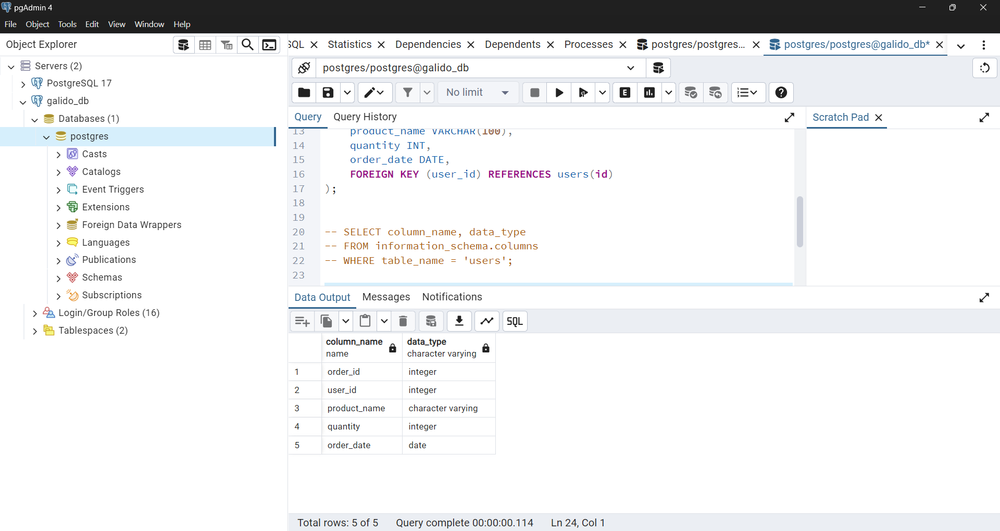 pgAdmin 4
File Object Tools Edit View Window Help
Object Explorer
SQL Statistics Dependencies Dependents Processes postgres/postgres... postgres/postgres@galido_db*
Servers (2)
PostgreSQL 17
galido_db
Databases (1)
postgres
Casts
Catalogs
Event Triggers
Extensions
Foreign Data Wrappers
Languages
Publications
Schemas
Subscriptions
Login/Group Roles (16)
Tablespaces (2)
postgres/postgres@galido_db
No limit
E
Query Query History
Scratch Pad
13 product_name VARCHAR(100),
14 quantity INT,
15 order_date DATE,
16 FOREIGN KEY (user_id) REFERENCES users(id)
17 );
18
19
20 -- SELECT column_name, data_type
21 -- FROM information_schema.columns
22 -- WHERE table_name = 'users';
23
Data Output Messages Notifications
SQL
column_name data_type
name character varying
1 order_id integer
2 user_id integer
3 product_name character varying
4 quantity integer
5 order_date date
Total rows: 5 of 5 Query complete 00:00:00.114 Ln 24, Col 1